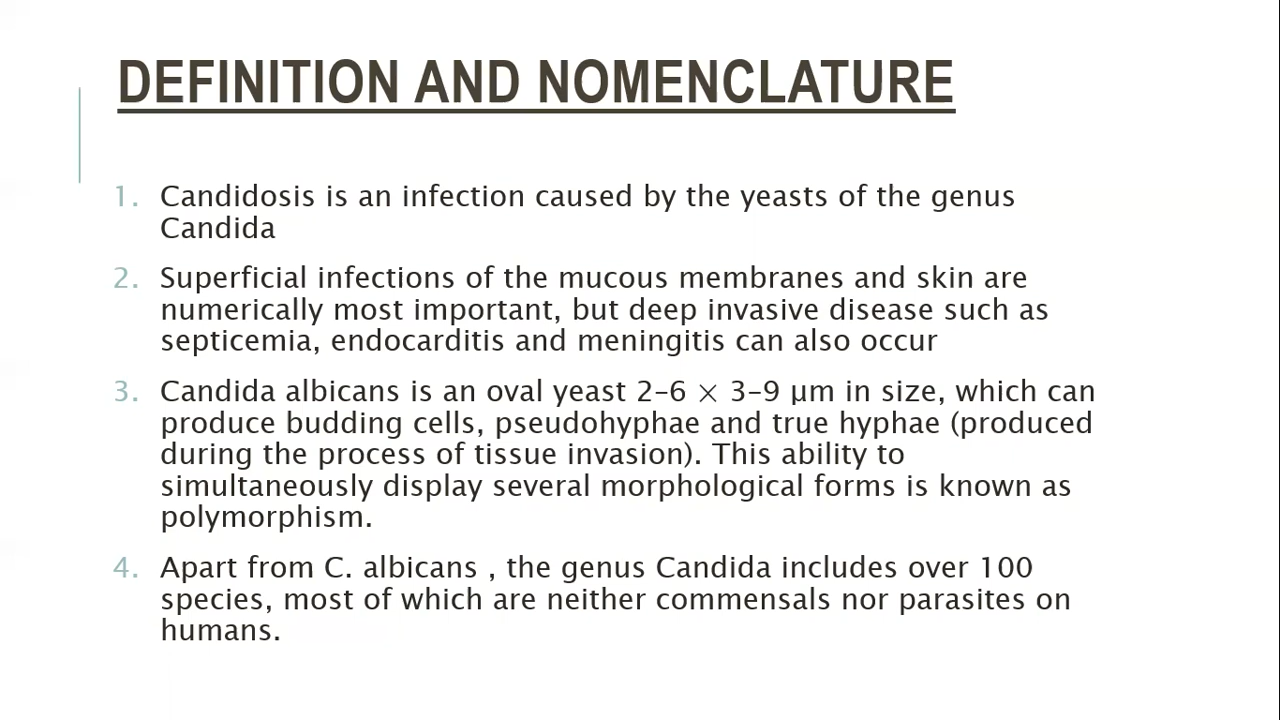 DEFINITION AND NOMENCLATURE
1. Candidosis is an infection caused by the yeasts of the genus
Candida
2. Superficial infections of the mucous membranes and skin are
numerically most important, but deep invasive disease such as
septicemia, endocarditis and meningitis can also occur
3. Candida albicans is an oval yeast 2–6 × 3–9 μm in size, which can
produce budding cells, pseudohyphae and true hyphae (produced
during the process of tissue invasion). This ability to
simultaneously display several morphological forms is known as
polymorphism.
4. Apart from C. albicans , the genus Candida includes over 100
species, most of which are neither commensals nor parasites on
humans.